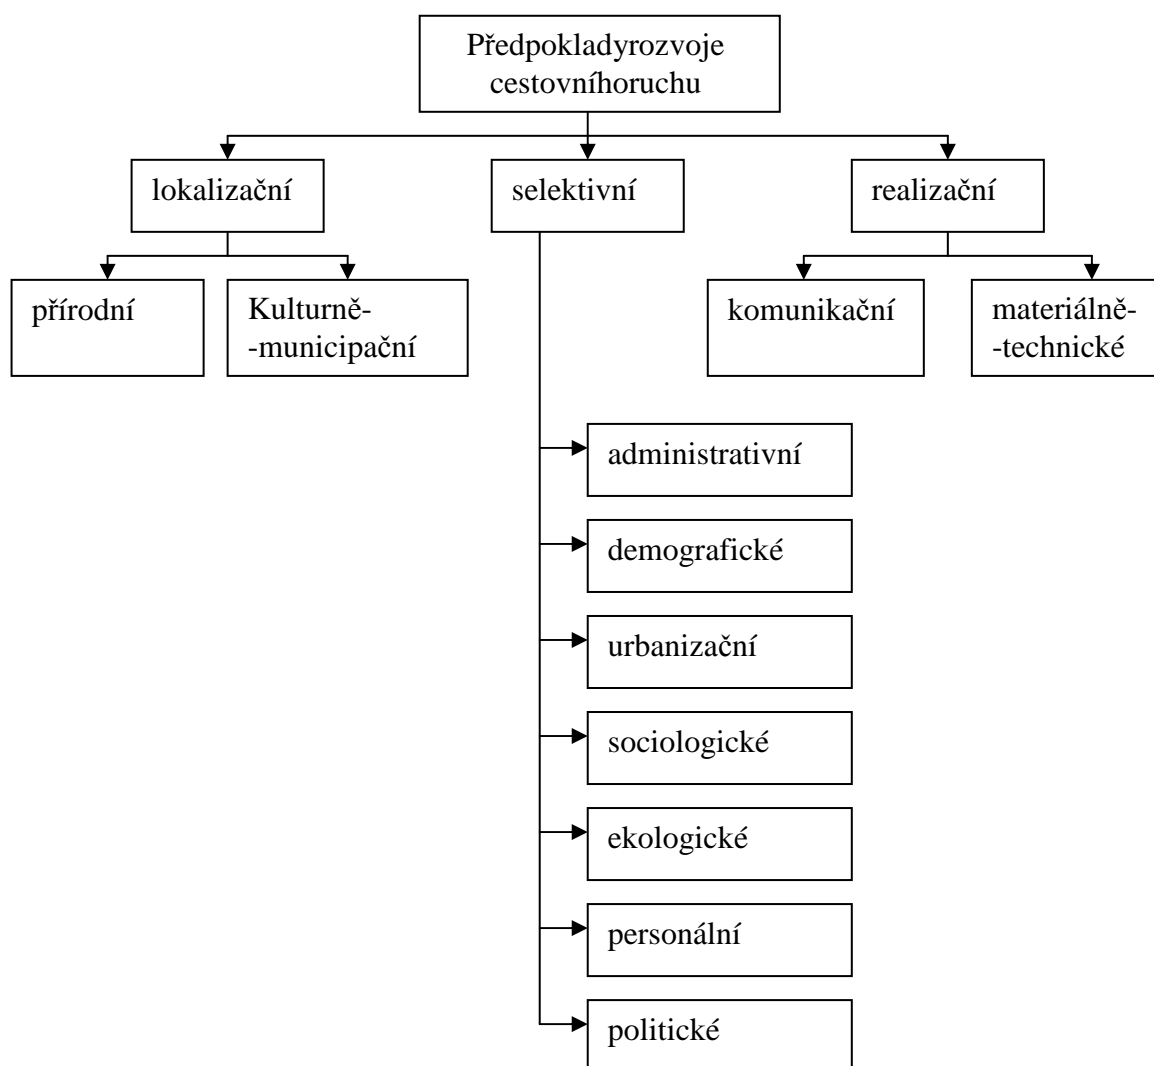 Předpokladyrozvoje
cestovníhoruchu
lokalizační
selektivní
realizační
přírodní
Kulturně-
-municipační
komunikační
materiálně-
-technické
administrativní
demografické
urbanizační
sociologické
ekologické
personální
politické